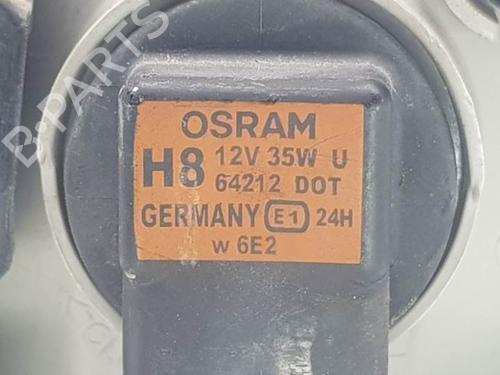 B-PARTS
OSRAM
H8 12V 35W U
64212 DOT
GERMANY E1 24H
w 6E2